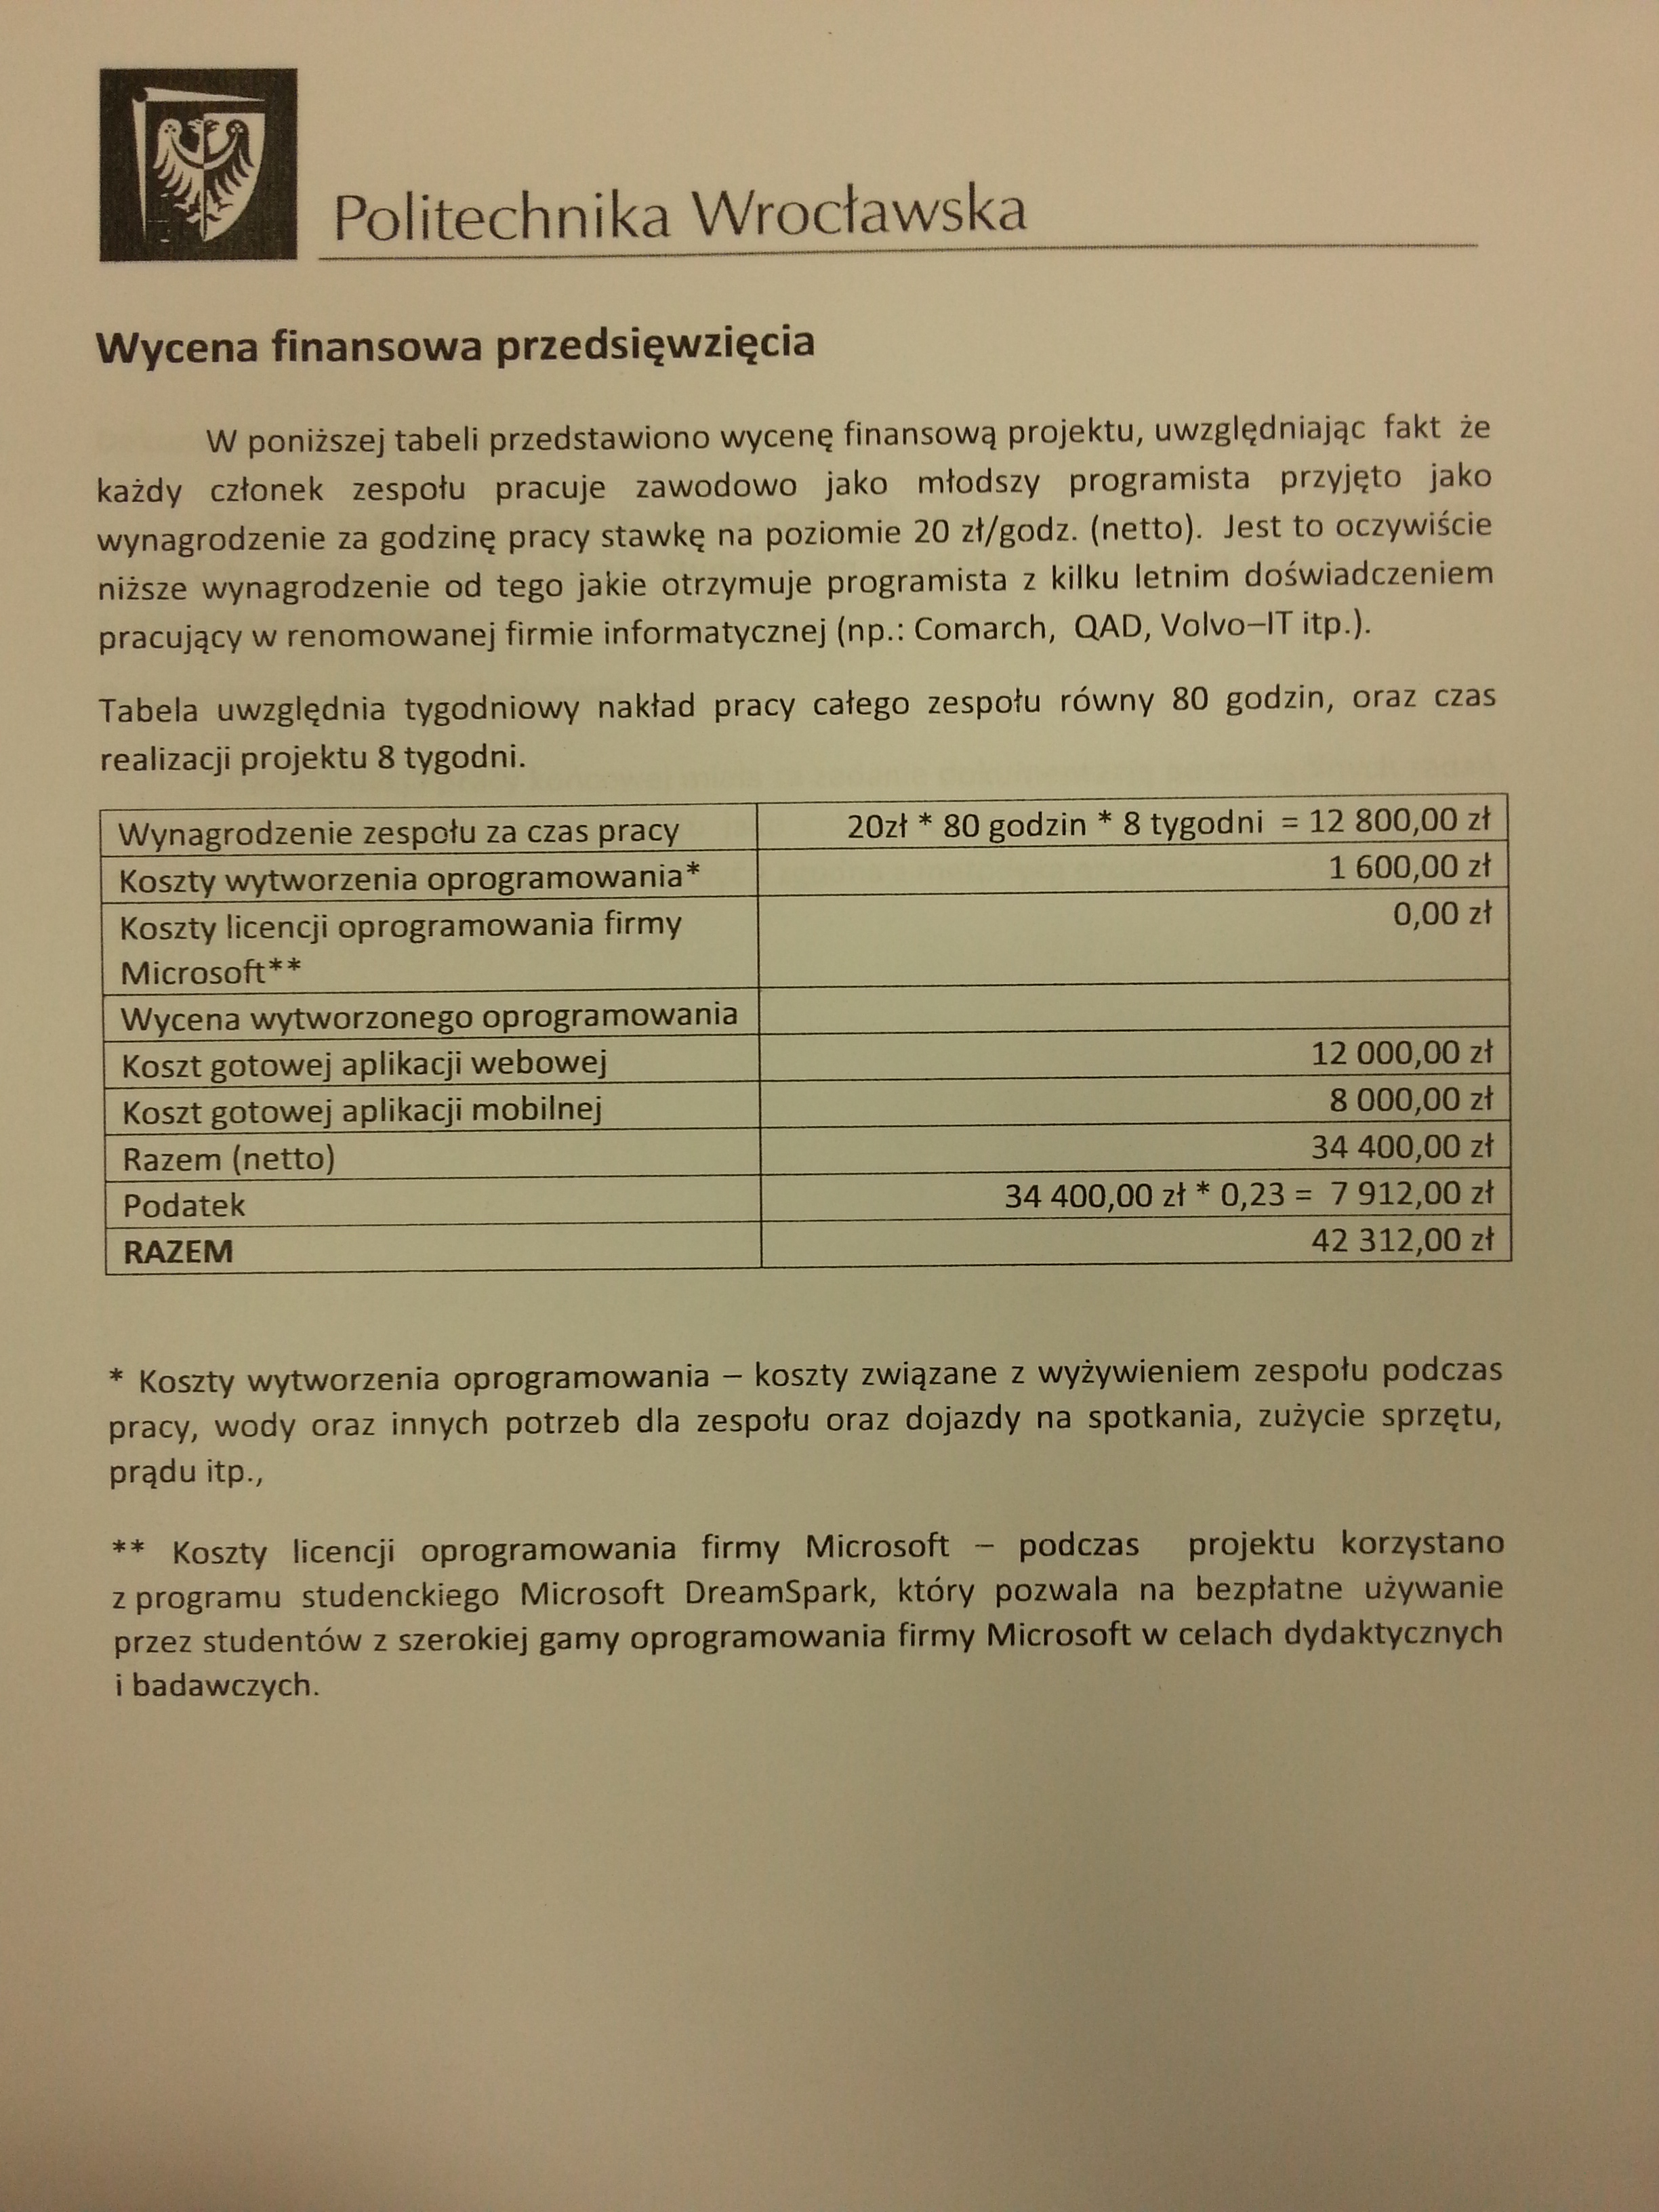 Politechnika Wrocławska
Wycena finansowa przedsięwzięcia
W poniższej tabeli przedstawiono wycenę finansową projektu, uwzględniając fakt że
każdy członek zespołu pracuje zawodowo jako młodszy programista przyjęto jako
wynagrodzenie za godzinę pracy stawkę na poziomie 20 zł/godz. (netto). Jest to oczywiście
niższe wynagrodzenie od tego jakie otrzymuje programista z kilku letnim doświadczeniem
pracujący w renomowanej firmie informatycznej (np.: Comarch, QAD, Volvo–IT itp.).
Tabela uwzględnia tygodniowy nakład pracy całego zespołu równy 80 godzin, oraz czas
realizacji projektu 8 tygodni.
Wynagrodzenie zespołu za czas pracy 20zł * 80 godzin * 8 tygodni = 12 800,00 zł
Koszty wytworzenia oprogramowania* 1 600,00 zł
Koszty licencji oprogramowania firmy 0,00 zł
Microsoft**
Wycena wytworzonego oprogramowania
Koszt gotowej aplikacji webowej 12 000,00 zł
Koszt gotowej aplikacji mobilnej 8 000,00 zł
Razem (netto) 34 400,00 zł
Podatek 34 400,00 zł * 0,23 = 7 912,00 zł
RAZEM 42 312,00 zł
* Koszty wytworzenia oprogramowania – koszty związane z wyżywieniem zespołu podczas
pracy, wody oraz innych potrzeb dla zespołu oraz dojazdy na spotkania, zużycie sprzętu,
prądu itp.,
** Koszty licencji oprogramowania firmy Microsoft – podczas projektu korzystano
z programu studenckiego Microsoft DreamSpark, który pozwala na bezpłatne używanie
przez studentów z szerokiej gamy oprogramowania firmy Microsoft w celach dydaktycznych
i badawczych.